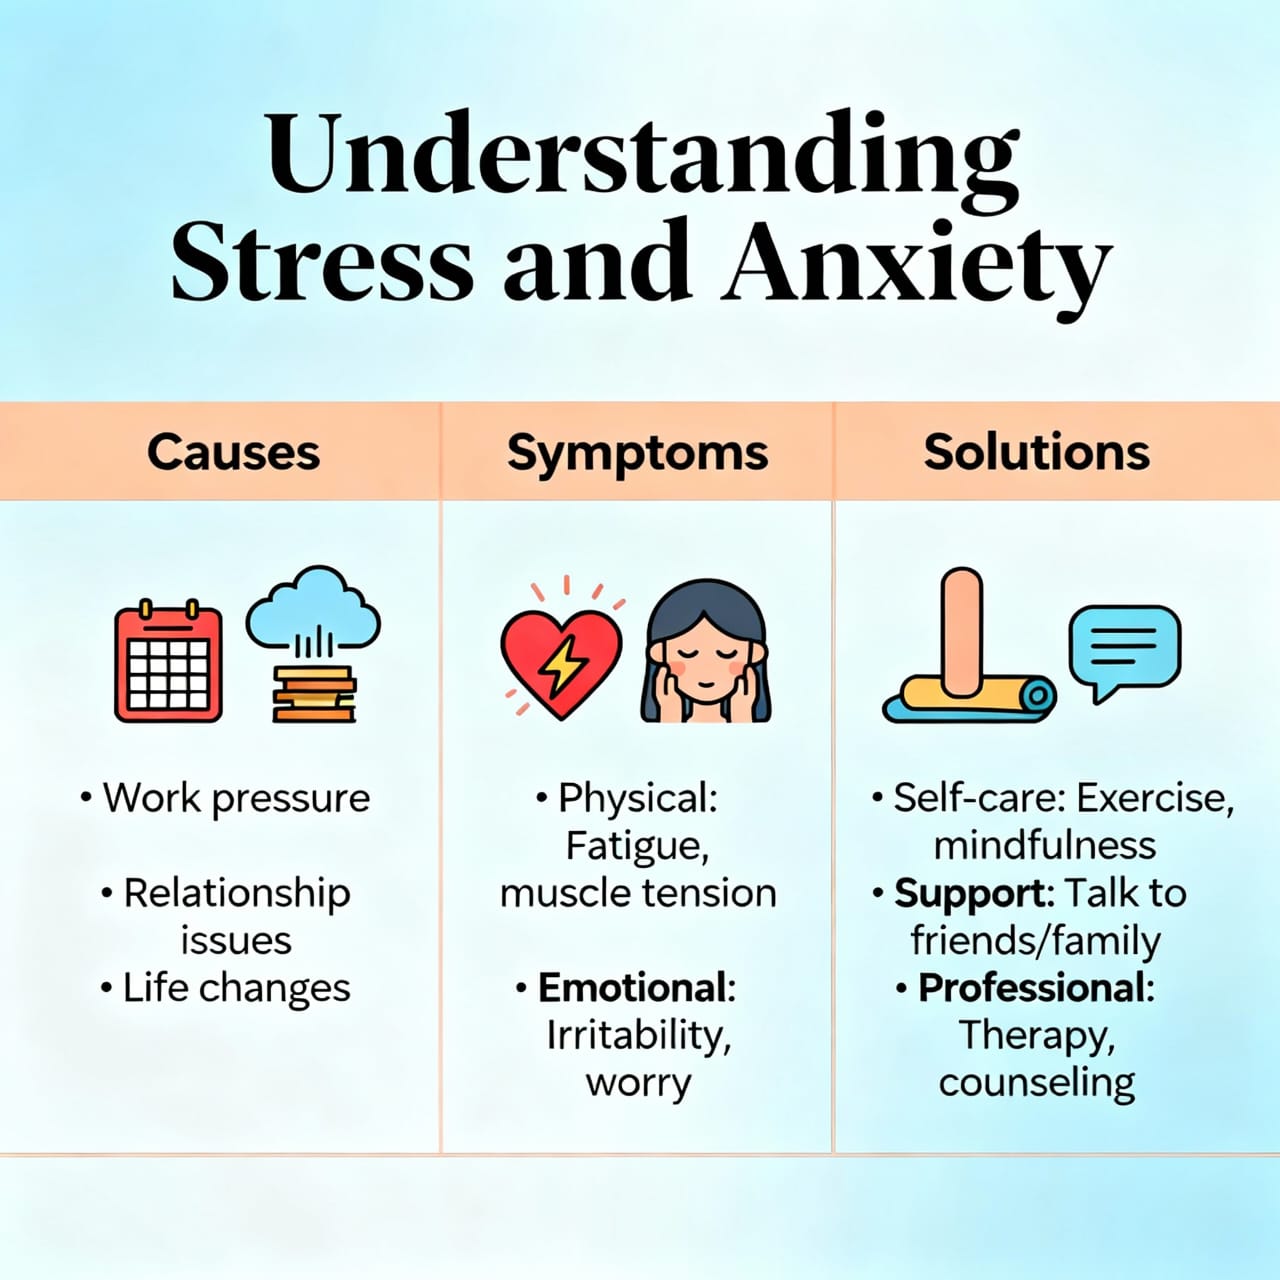 Understanding
Stress and Anxiety
Causes
Symptoms
Solutions
• Work pressure
• Relationship
issues
• Life changes
• Physical:
Fatigue,
muscle tension
• Emotional:
Irritability,
worry
• Self-care: Exercise,
mindfulness
• Support: Talk to
friends/family
• Professional:
Therapy,
counseling